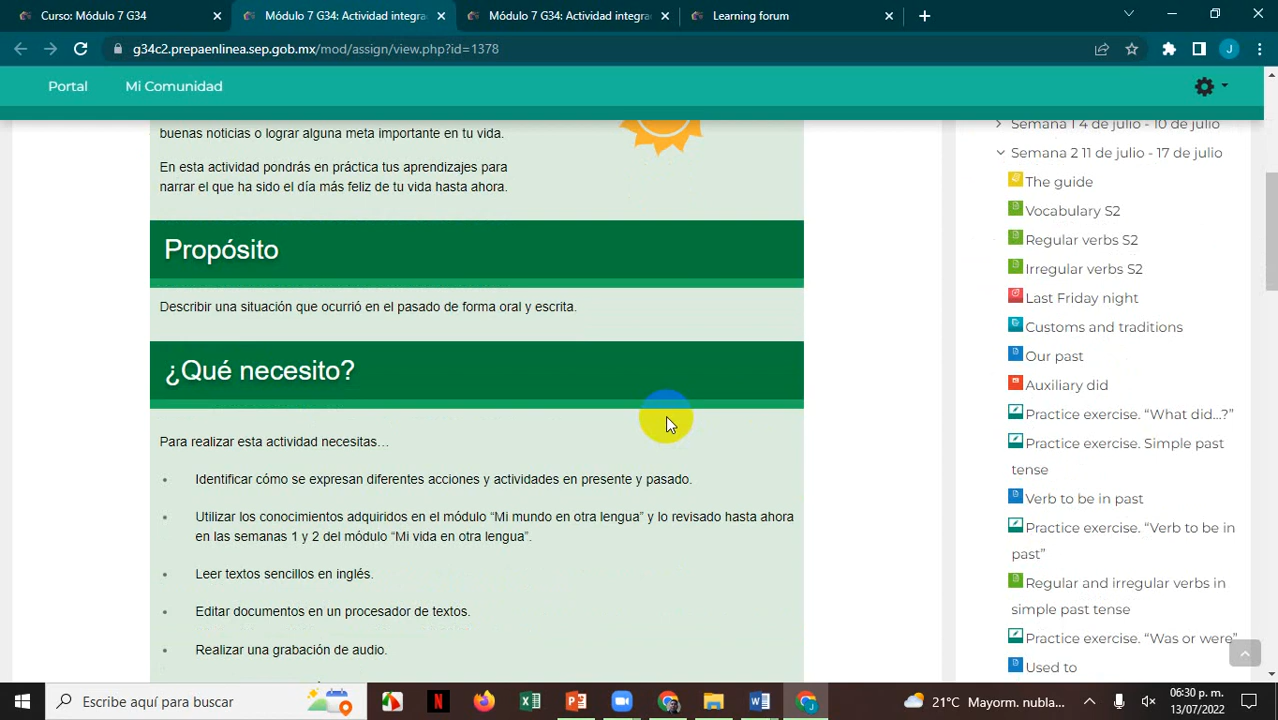 Curso: Módulo 7 G34
Módulo 7 G34: Actividad integra
Módulo 7 G34: Actividad integra
Learning forum
g34c2.prepaenlinea.sep.gob.mx/mod/assign/view.php?id=1378
J
Portal
Mi Comunidad
buenas noticias o lograr alguna meta importante en tu vida.
En esta actividad pondrás en práctica tus aprendizajes para
narrar el que ha sido el día más feliz de tu vida hasta ahora.
Propósito
Describir una situación que ocurrió en el pasado de forma oral y escrita.
¿Qué necesito?
Para realizar esta actividad necesitas…
Identificar cómo se expresan diferentes acciones y actividades en presente y pasado.
Utilizar los conocimientos adquiridos en el módulo “Mi mundo en otra lengua” y lo revisado hasta ahora
en las semanas 1 y 2 del módulo “Mi vida en otra lengua”.
Leer textos sencillos en inglés.
Editar documentos en un procesador de textos.
Realizar una grabación de audio.
Semana 1 4 de julio - 10 de julio
Semana 2 11 de julio - 17 de julio
The guide
Vocabulary S2
Regular verbs S2
Irregular verbs S2
Last Friday night
Customs and traditions
Our past
Auxiliary did
Practice exercise. “What did...?”
Practice exercise. Simple past
tense
Verb to be in past
Practice exercise. “Verb to be in
past”
Regular and irregular verbs in
simple past tense
Practice exercise. “Was or were”
Used to
Escribe aquí para buscar
21°C Mayorm. nubla...
06:30 p. m.
13/07/2022